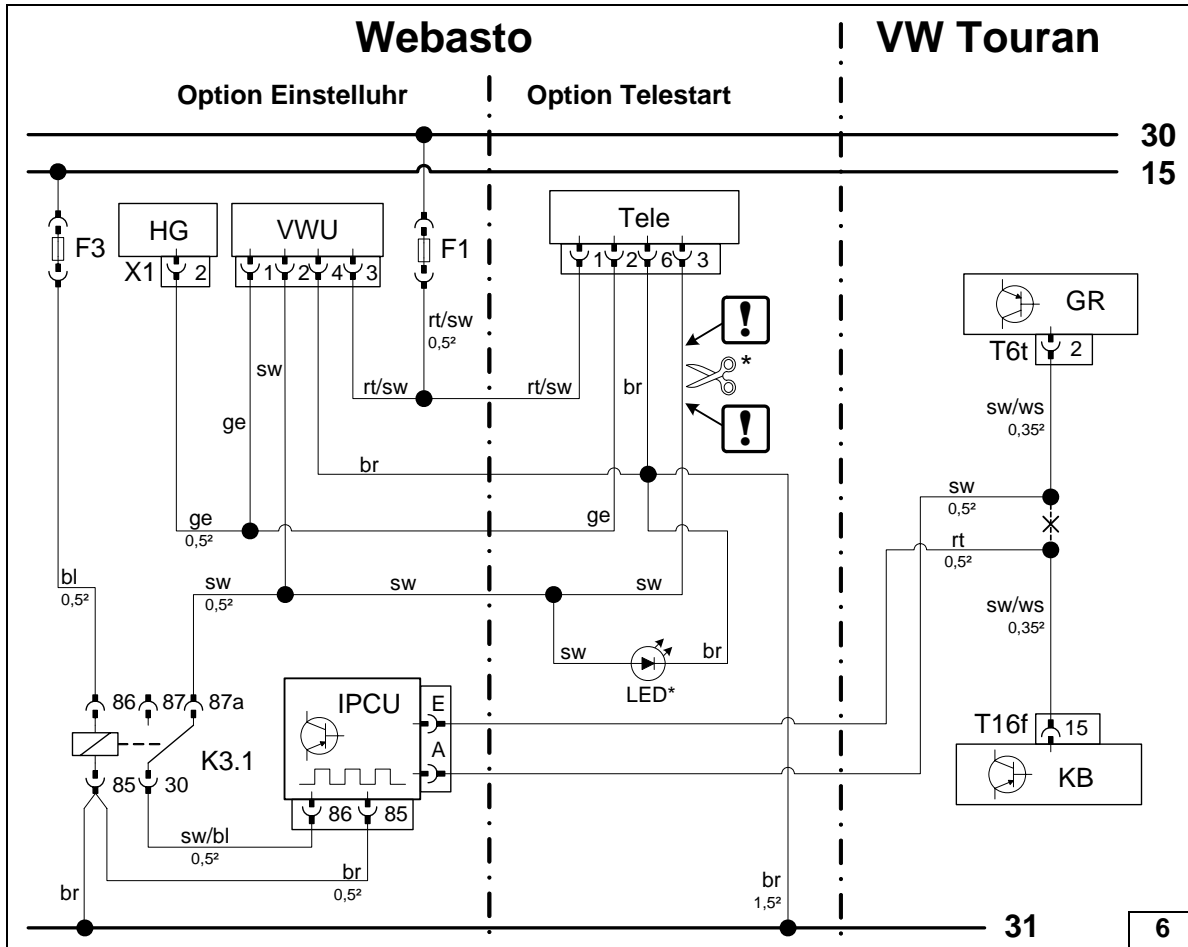 Webasto
VW Touran
Option Einstelluhr
Option Telestart
30
15
F3
HG
X1
2
VWU
1 2 4 3
F1
Tele
1 2 6 3
!
*
!
GR
T6t
2
rt/sw
0,5²
sw
rt/sw
rt/sw
br
ge
sw/ws
0,35²
br
sw
0,5²
ge
0,5²
ge
rt
0,5²
bl
0,5²
sw
0,5²
sw
sw
sw/ws
0,35²
sw
br
LED*
86 87 87a
IPCU
E
A
T16f
15
KB
K3.1
85 30
86 85
sw/bl
0,5²
br
0,5²
br
br
1,5²
31
6